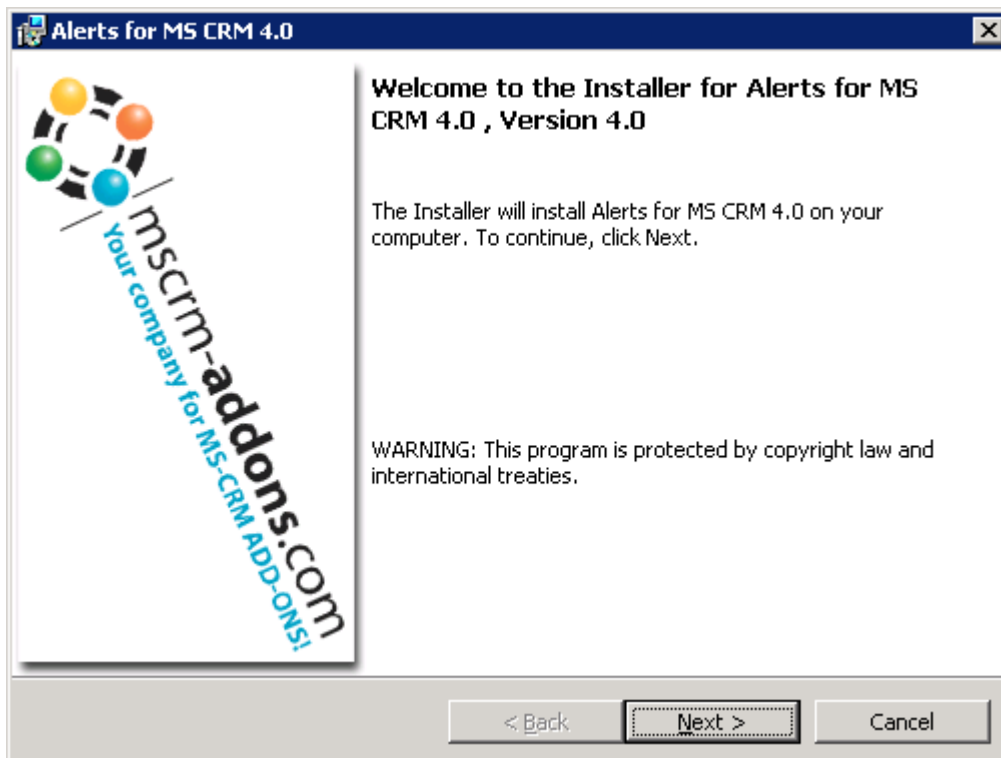 Alerts for MS CRM 4.0
mscrm-addons.com
Your company for MS-CRM ADD-ONS!
Welcome to the Installer for Alerts for MS
CRM 4.0 , Version 4.0
The Installer will install Alerts for MS CRM 4.0 on your
computer. To continue, click Next.
WARNING: This program is protected by copyright law and
international treaties.
< Back
Next >
Cancel